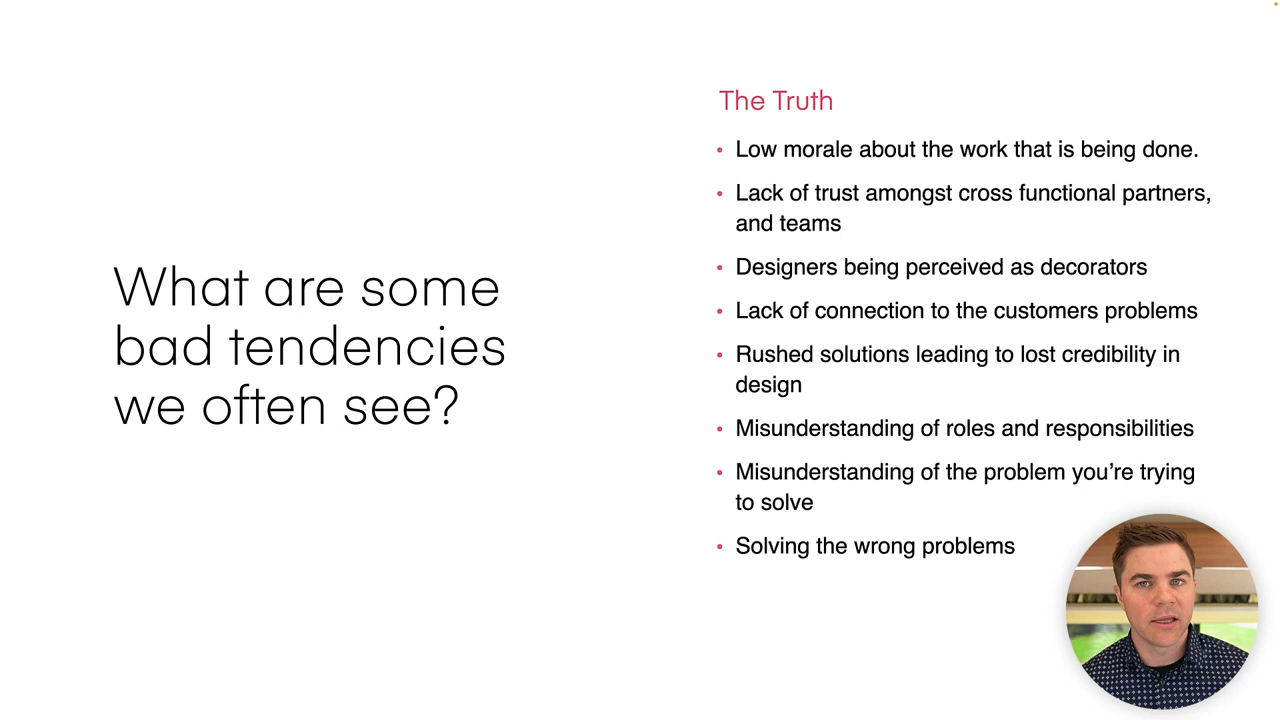 What are some
bad tendencies
we often see?
The Truth
• Low morale about the work that is being done.
• Lack of trust amongst cross functional partners,
and teams
• Designers being perceived as decorators
• Lack of connection to the customers problems
• Rushed solutions leading to lost credibility in
design
• Misunderstanding of roles and responsibilities
• Misunderstanding of the problem you’re trying
to solve
• Solving the wrong problems